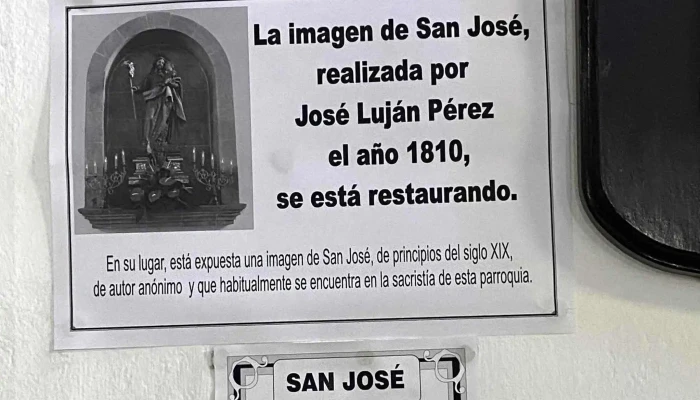 La imagen de San José,
realizada por
José Luján Pérez
el año 1810,
se está restaurando.
En su lugar, está expuesta una imagen de San José, de principios del siglo XIX,
de autor anónimo y que habitualmente se encuentra en la sacristía de esta parroquia.
SAN JOSÉ